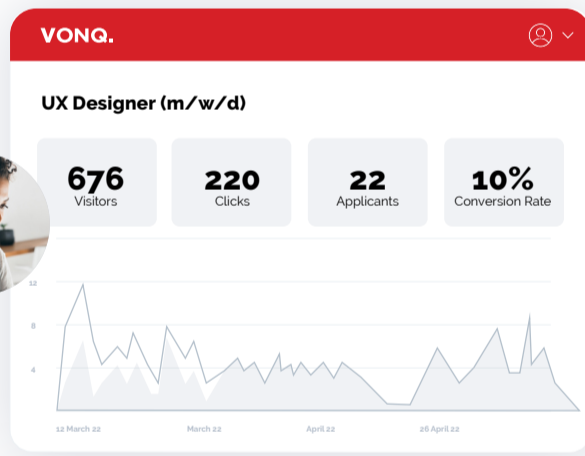 VONQ.
UX Designer (m/w/d)
676 220 22 10%
Visitors Clicks Applicants Conversion Rate
12
8
4
12 March 22 March 22 April 22 26 April 22